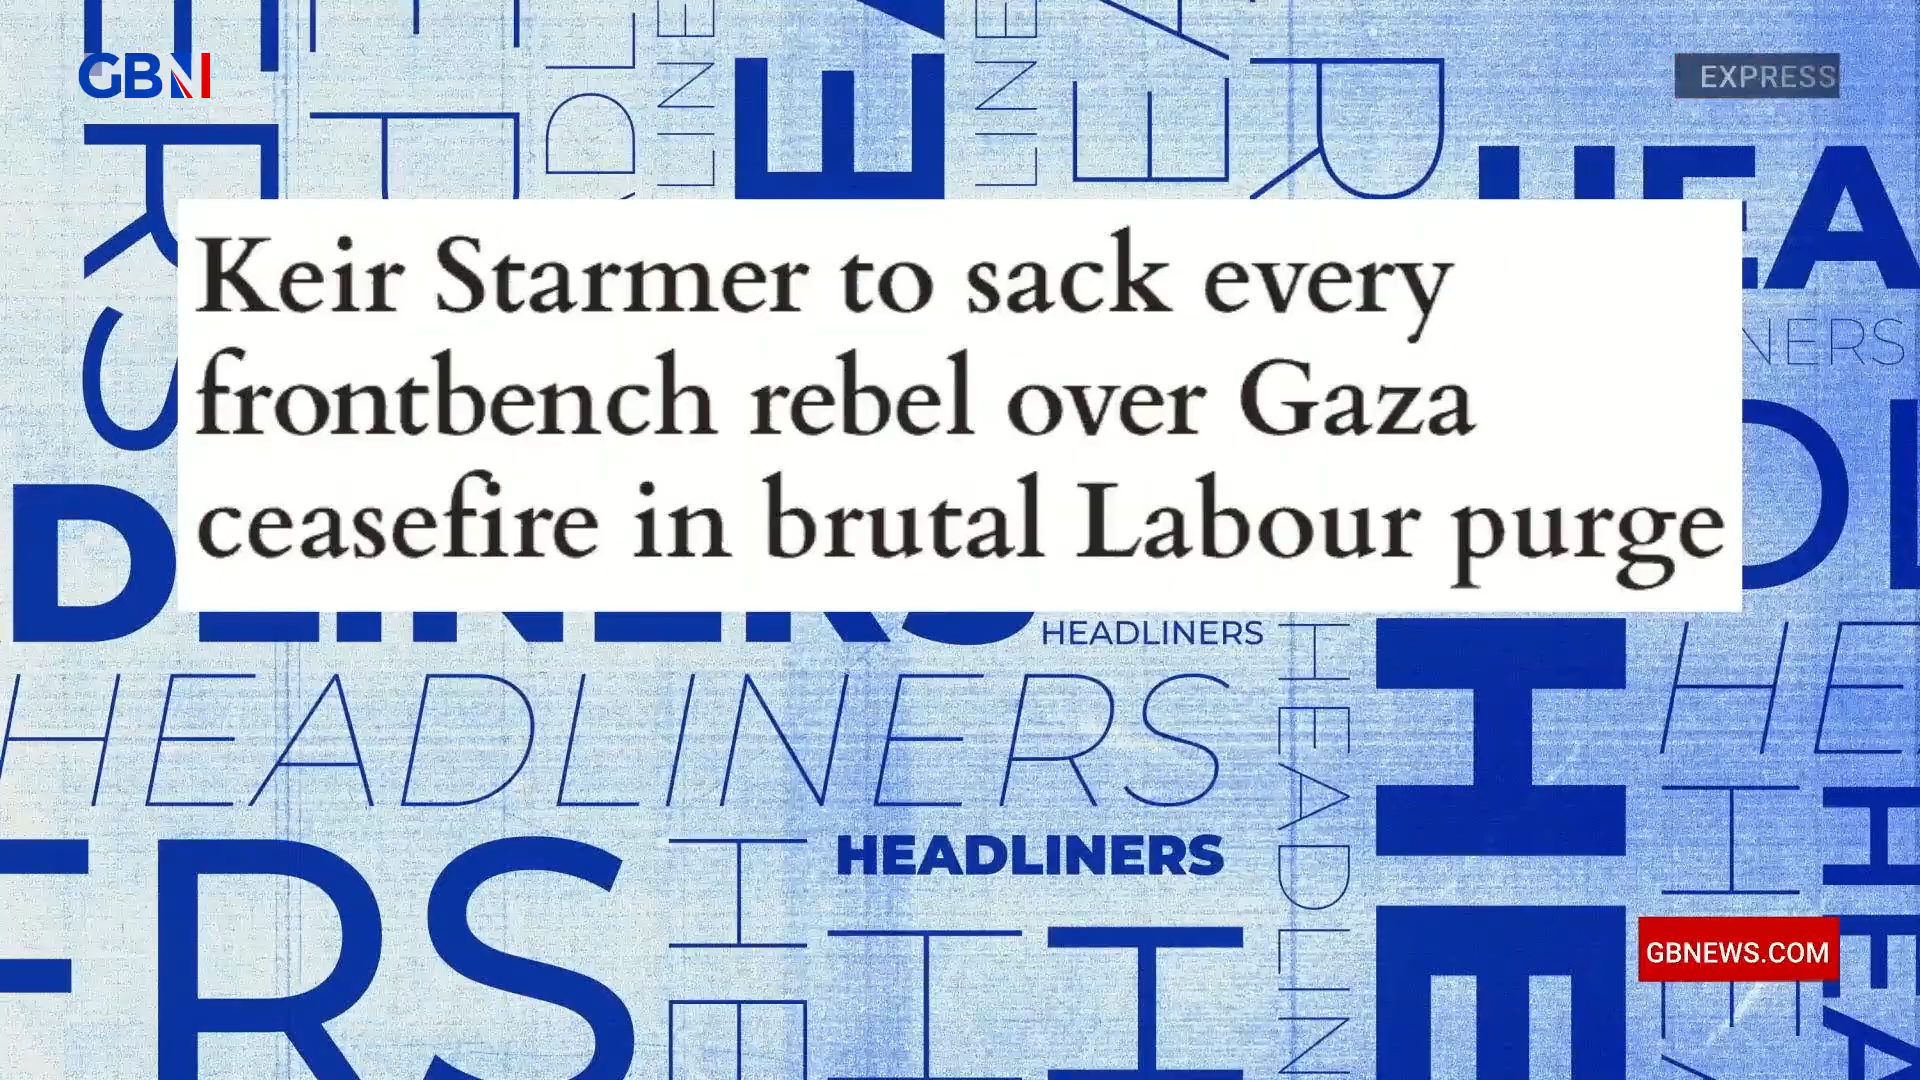 GBN
EXPRESS
Keir Starmer to sack every
frontbench rebel over Gaza
ceasefire in brutal Labour purge
HEADLINERS
HEADLINERS
HEADLINERS
GBNEWS.COM